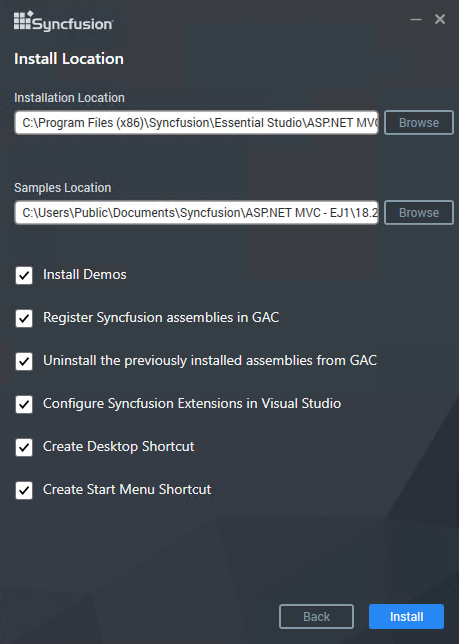 Syncfusion
Install Location
Installation Location
C:\Program Files (x86)\Syncfusion\Essential Studio\ASP.NET MVC Browse
Samples Location
C:\Users\Public\Documents\Syncfusion\ASP.NET MVC - EJ1\18.2 Browse
Install Demos
Register Syncfusion assemblies in GAC
Uninstall the previously installed assemblies from GAC
Configure Syncfusion Extensions in Visual Studio
Create Desktop Shortcut
Create Start Menu Shortcut
Back Install